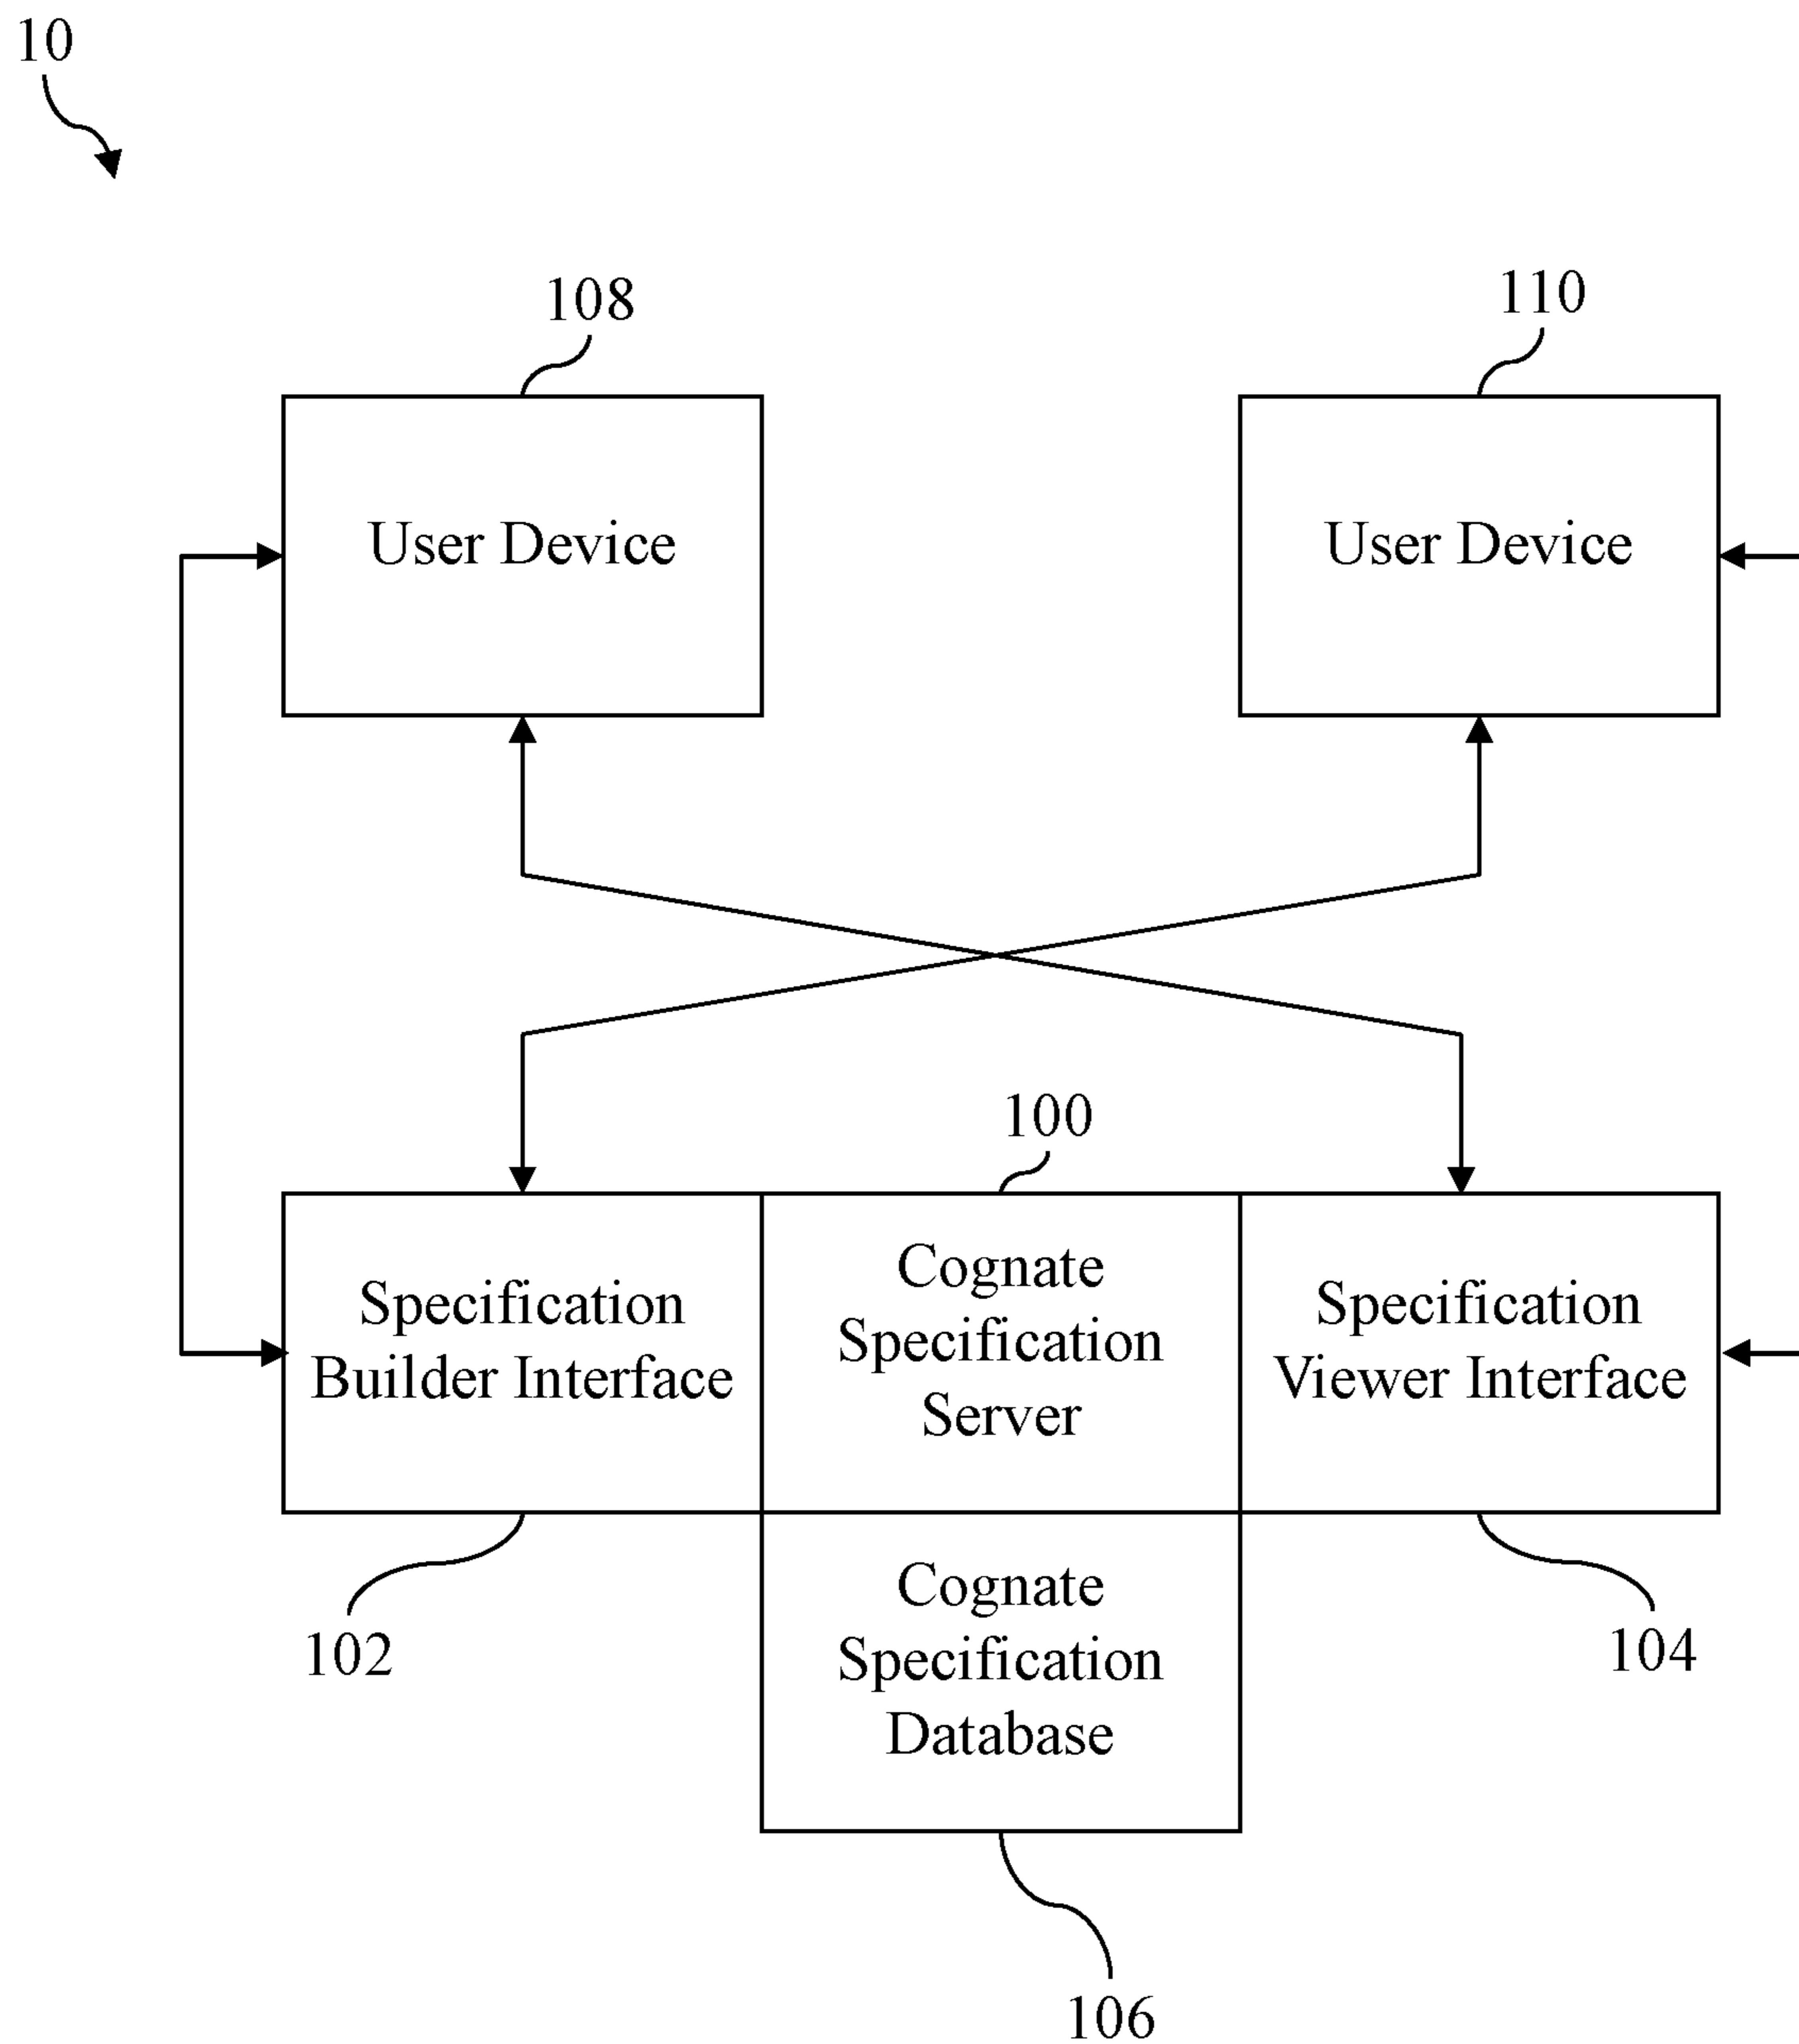 10
108
110
User Device
User Device
100
Specification
Builder Interface
Cognate
Specification
Server
Specification
Viewer Interface
Cognate
Specification
Database
102
104
106